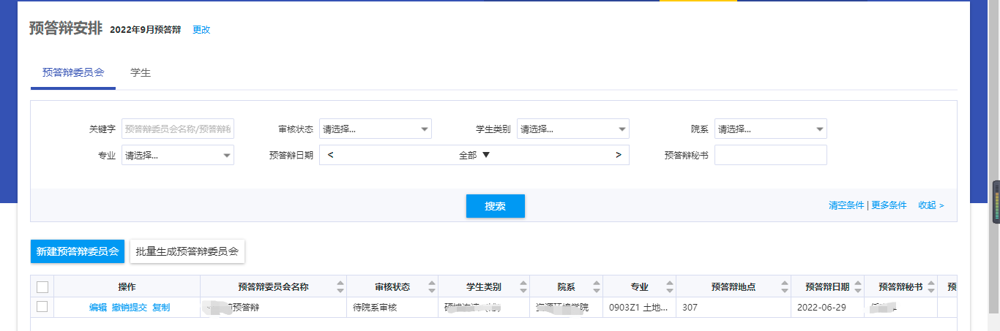 预答辩安排 2022年9月预答辩 更改
预答辩委员会 学生
关键字 预答辩委员会名称/预答辩秘 审核状态 请选择... 学生类别 请选择... 院系 请选择...
专业 请选择... 预答辩日期 < 全部 ▼ > 预答辩秘书
搜索 清空条件 | 更多条件 收起 >
新建预答辩委员会 批量生成预答辩委员会
操作 预答辩委员会名称 审核状态 学生类别 院系 专业 预答辩地点 预答辩日期 预答辩秘书 预
编辑 撤销提交 复制 预答辩 待院系审核 资源环境学院 0903Z1 土地... 307 2022-06-29